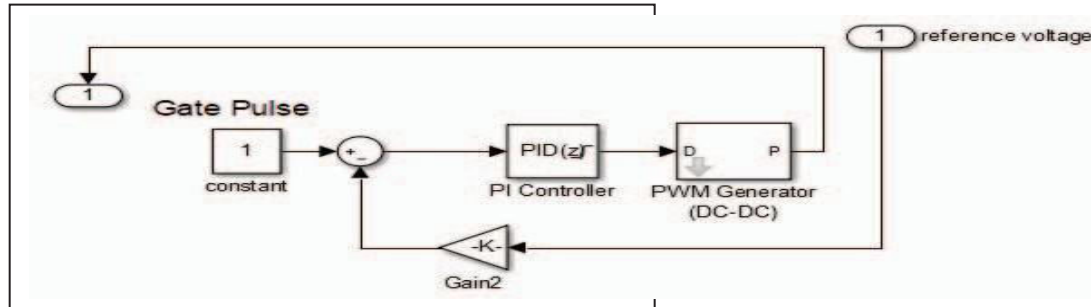 1
reference voltage
1
Gate Pulse
1
constant
+
-
PID(z)
PI Controller
D
P
PWM Generator
(DC-DC)
-K-
Gain2